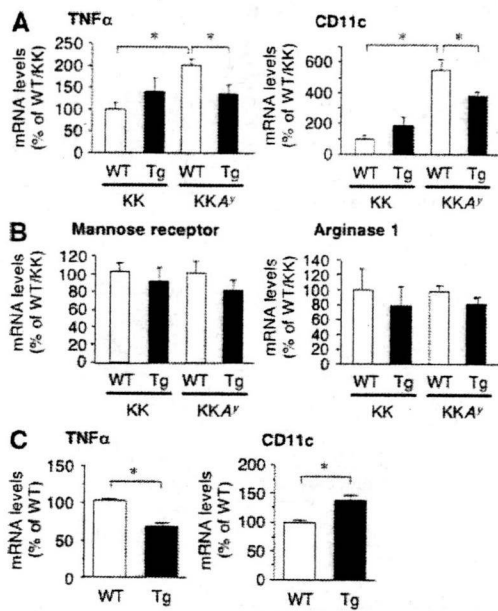 A
TNFα
mRNA levels
(% of WT/KK)
250
200
150
100
50
0
*
*
WT Tg WT Tg
KK KKAʸ
CD11c
mRNA levels
(% of WT/KK)
800
600
400
200
0
*
*
WT Tg WT Tg
KK KKAʸ
B
Mannose receptor
mRNA levels
(% of WT/KK)
120
100
80
60
40
20
0
WT Tg WT Tg
KK KKAʸ
Arginase 1
mRNA levels
(% of WT/KK)
140
120
100
80
60
40
20
0
WT Tg WT Tg
KK KKAʸ
C
TNFα
mRNA levels
(% of WT)
150
100
50
0
*
WT Tg
CD11c
mRNA levels
(% of WT)
200
150
100
50
0
*
WT Tg